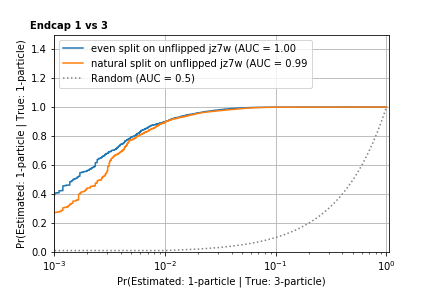 Endcap 1 vs 3
Pr(Estimated: 1-particle | True: 1-particle)
1.4
1.2
1.0
0.8
0.6
0.4
0.2
0.0
even split on unflipped jz7w (AUC = 1.00
natural split on unflipped jz7w (AUC = 0.99
Random (AUC = 0.5)
10⁻³ 10⁻² 10⁻¹ 10⁰
Pr(Estimated: 1-particle | True: 3-particle)